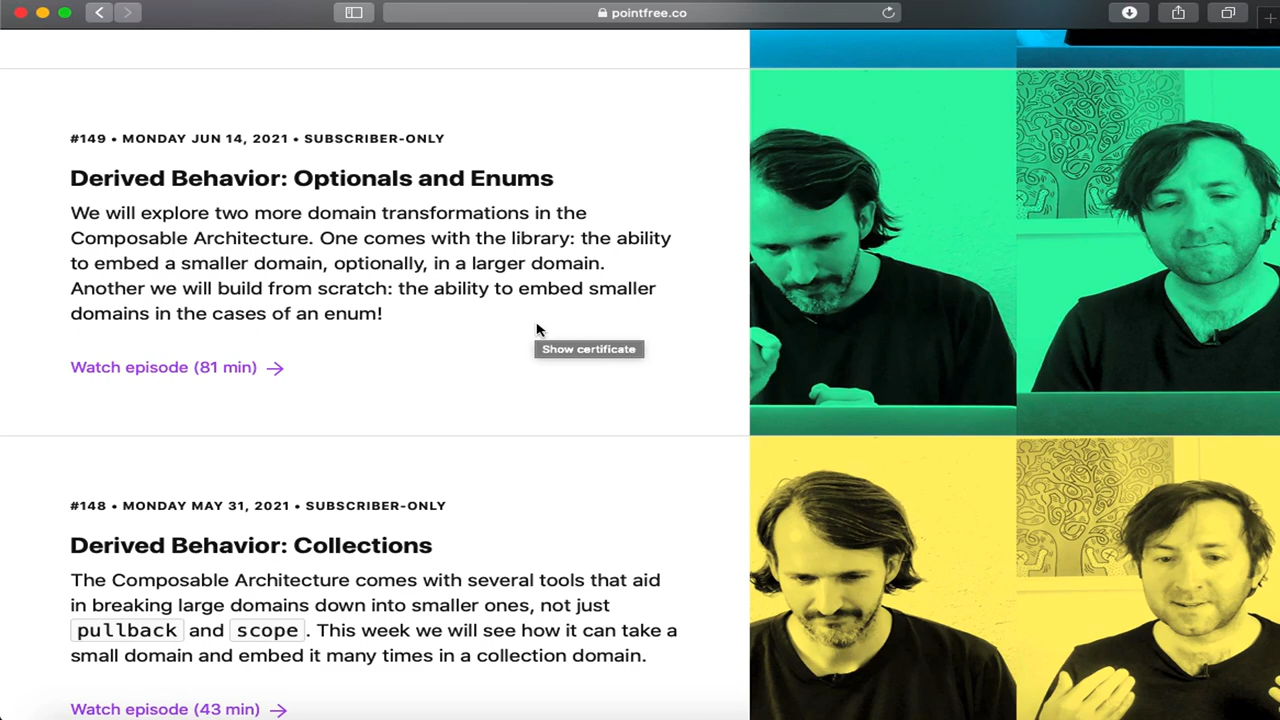 pointfree.co
#149 • MONDAY JUN 14, 2021 • SUBSCRIBER-ONLY
Derived Behavior: Optionals and Enums
We will explore two more domain transformations in the
Composable Architecture. One comes with the library: the ability
to embed a smaller domain, optionally, in a larger domain.
Another we will build from scratch: the ability to embed smaller
domains in the cases of an enum!
Show certificate
Watch episode (81 min) →
#148 • MONDAY MAY 31, 2021 • SUBSCRIBER-ONLY
Derived Behavior: Collections
The Composable Architecture comes with several tools that aid
in breaking large domains down into smaller ones, not just
pullback and scope. This week we will see how it can take a
small domain and embed it many times in a collection domain.
Watch episode (43 min) →